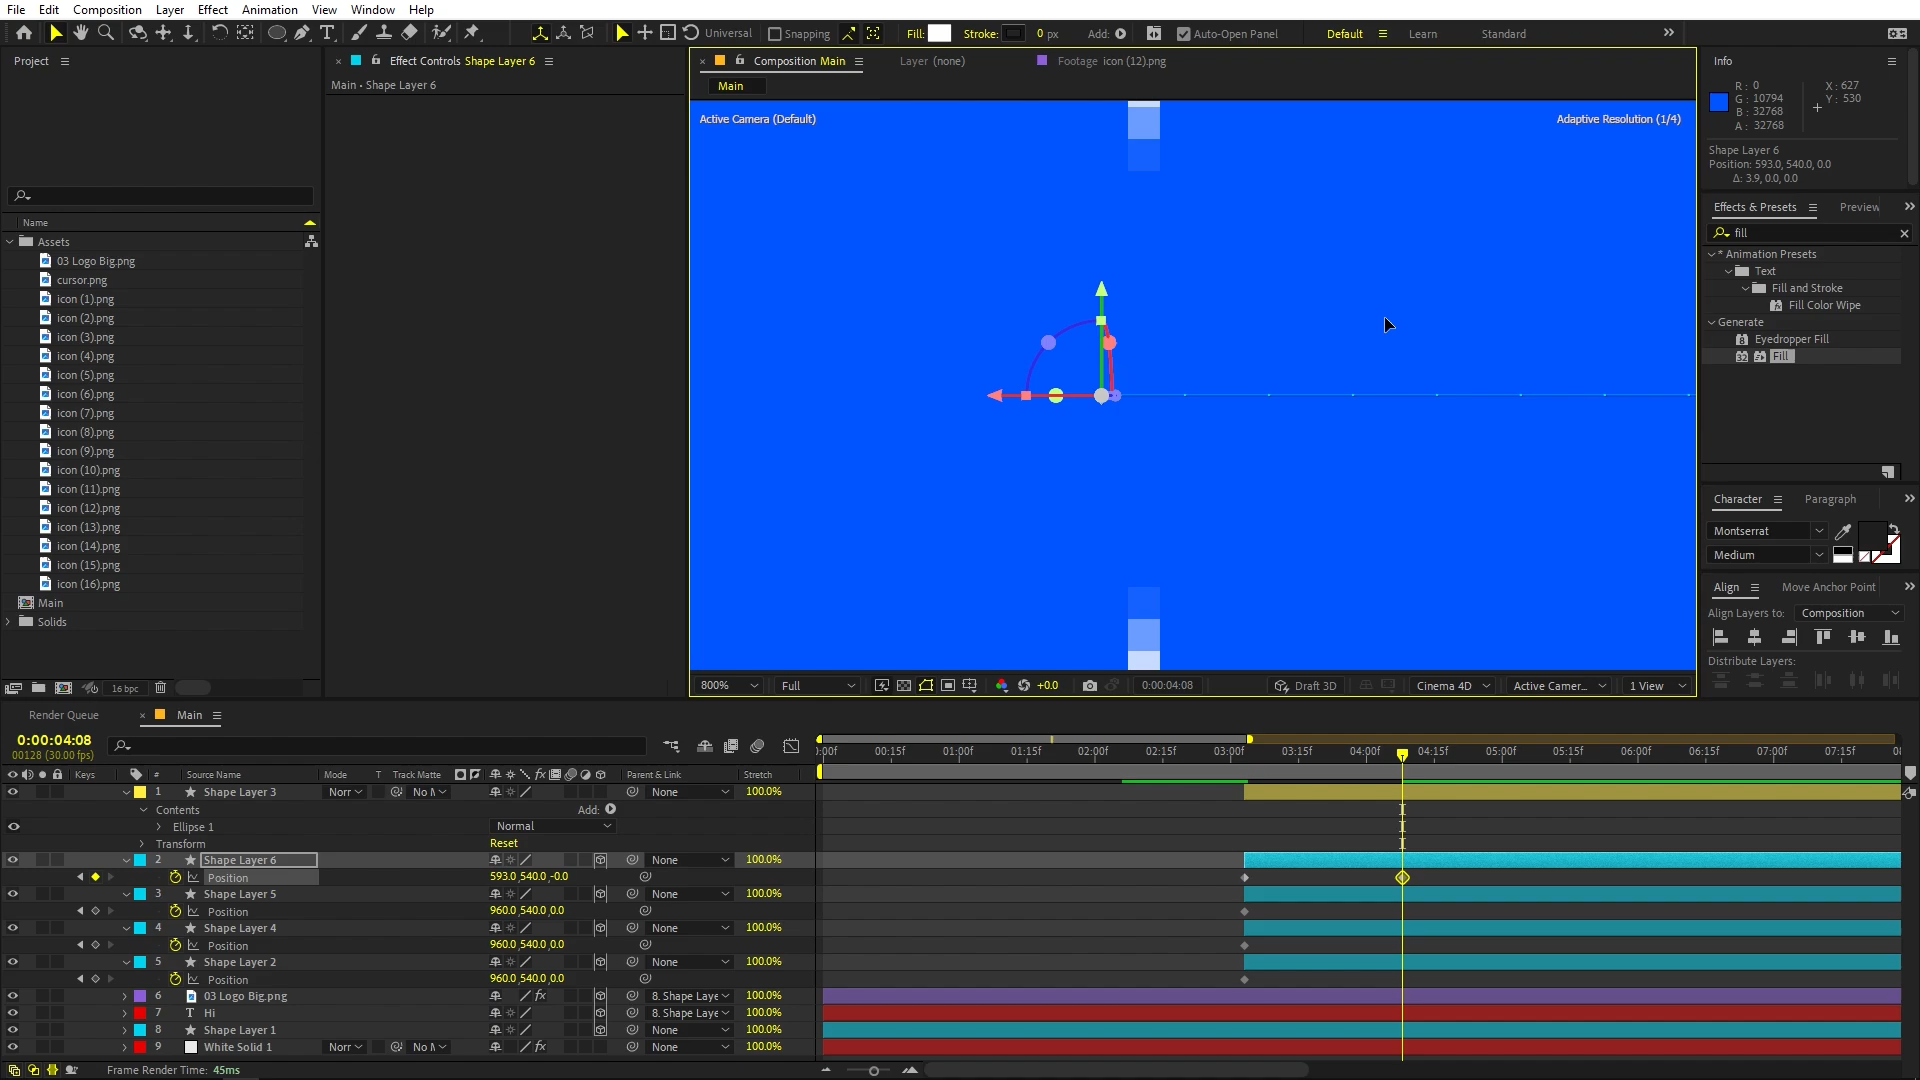 File Edit Composition Layer Effect Animation View Window Help
Universal Snapping Fill: Stroke: 0 px Add: Auto-Open Panel Default Learn Standard
Project
Effect Controls Shape Layer 6
Main • Shape Layer 6
Composition Main
Layer (none)
Footage icon (12).png
Main
Active Camera (Default)
Adaptive Resolution (1/4)
Info
R: 0
G: 10794
B: 32768
A: 32768
X: 627
Y: 530
Shape Layer 6
Position: 593.0, 540.0, 0.0
Δ: 3.9, 0.0, 0.0
Effects & Presets
Preview
fill
* Animation Presets
Text
Fill and Stroke
Fill Color Wipe
Generate
Eyedropper Fill
32 Fill
Character
Paragraph
Montserrat
Medium
Align
Move Anchor Point
Align Layers to: Composition
Distribute Layers:
Name
Assets
03 Logo Big.png
cursor.png
icon (1).png
icon (2).png
icon (3).png
icon (4).png
icon (5).png
icon (6).png
icon (7).png
icon (8).png
icon (9).png
icon (10).png
icon (11).png
icon (12).png
icon (13).png
icon (14).png
icon (15).png
icon (16).png
Main
Solids
16 bpc
800% Full +0.0 0:00:04:08 Draft 3D Cinema 4D Active Camer... 1 View
Render Queue
Main
0:00:04:08
00128 (30.00 fps)
:00f 00:15f 01:00f 01:15f 02:00f 02:15f 03:00f 03:15f 04:00f 04:15f 05:00f 05:15f 06:00f 06:15f 07:00f 07:15f 08
Keys # Source Name Mode T Track Matte fx Parent & Link Stretch
1 Shape Layer 3 Norr No M None 100.0%
Contents Add:
Ellipse 1 Normal
Transform Reset
2 Shape Layer 6 None 100.0%
Position 593.0,540.0,-0.0
3 Shape Layer 5 None 100.0%
Position 960.0,540.0,0.0
4 Shape Layer 4 None 100.0%
Position 960.0,540.0,0.0
5 Shape Layer 2 None 100.0%
Position 960.0,540.0,0.0
6 03 Logo Big.png fx 8. Shape Laye 100.0%
7 T Hi 8. Shape Laye 100.0%
8 Shape Layer 1 None 100.0%
9 White Solid 1 Norr No M fx None 100.0%
Frame Render Time: 45ms